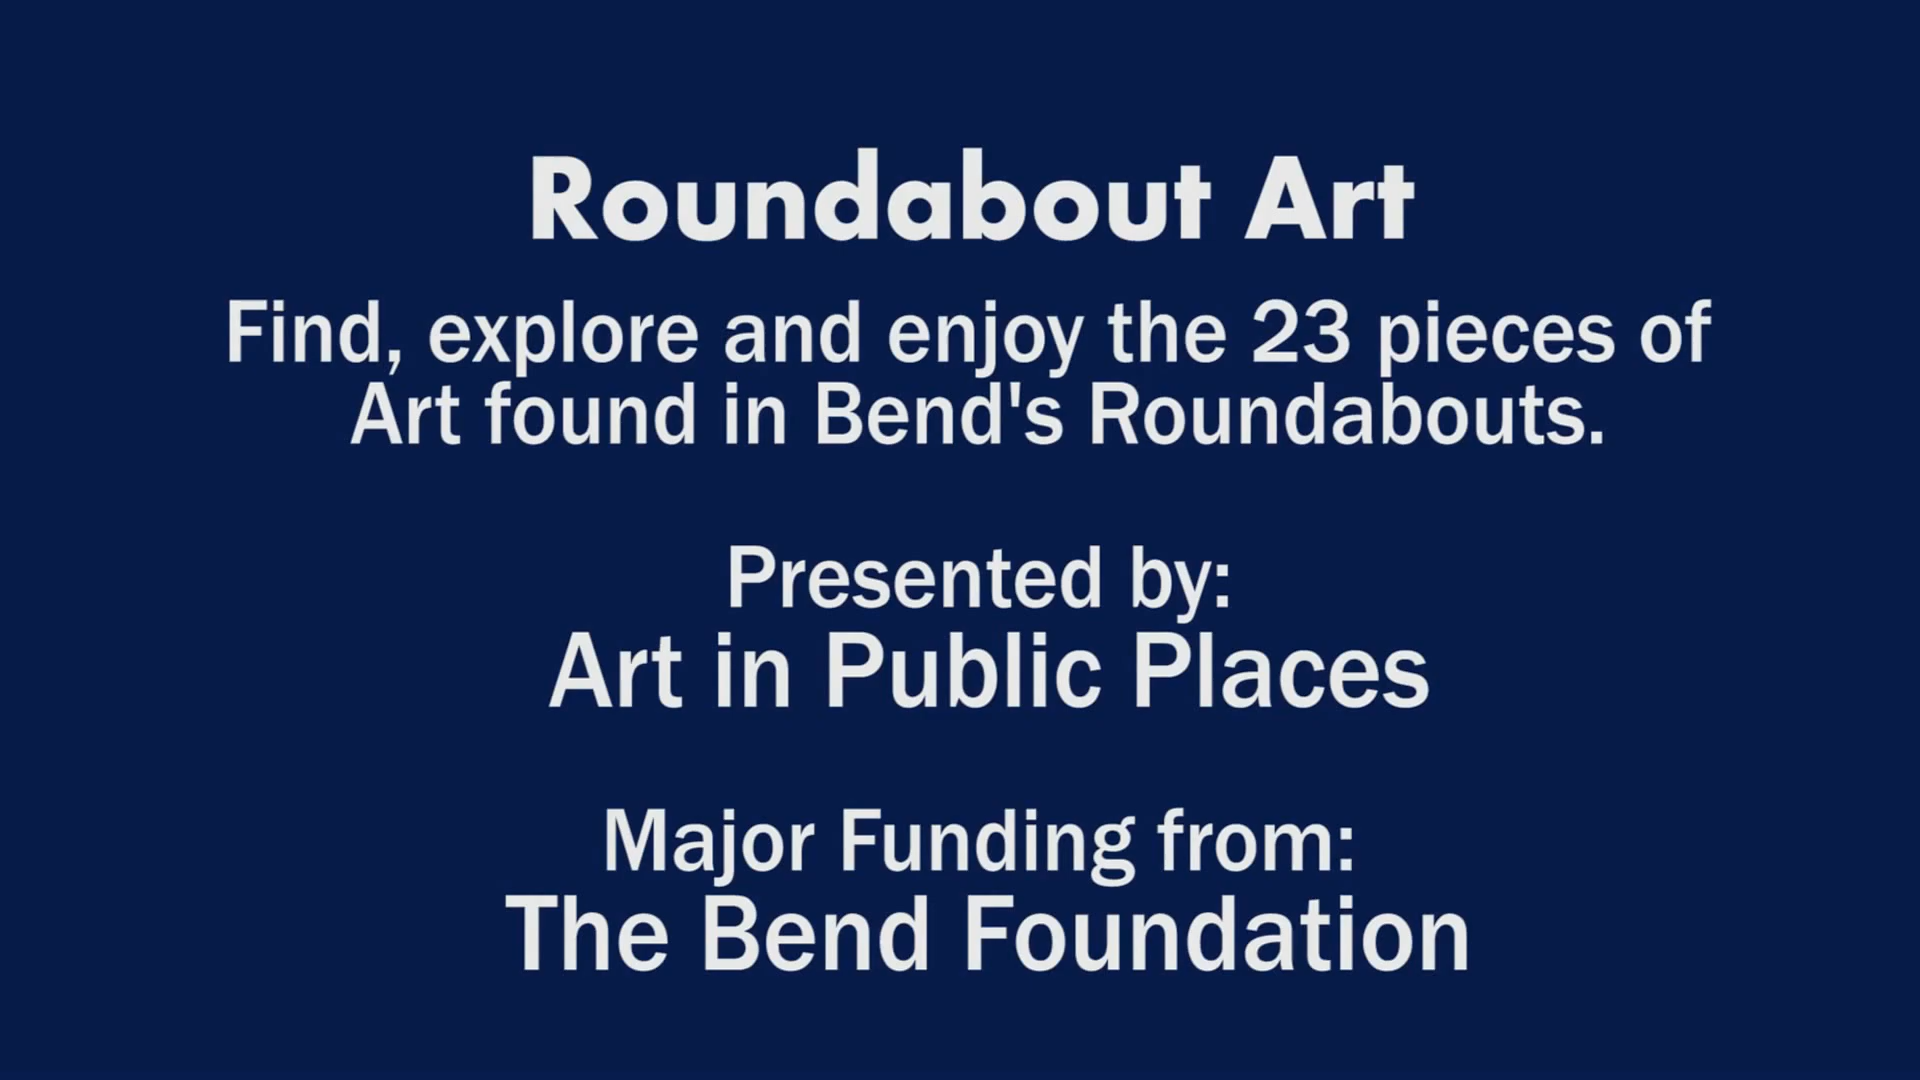 Roundabout Art
Find, explore and enjoy the 23 pieces of
Art found in Bend's Roundabouts.
Presented by:
Art in Public Places
Major Funding from:
The Bend Foundation